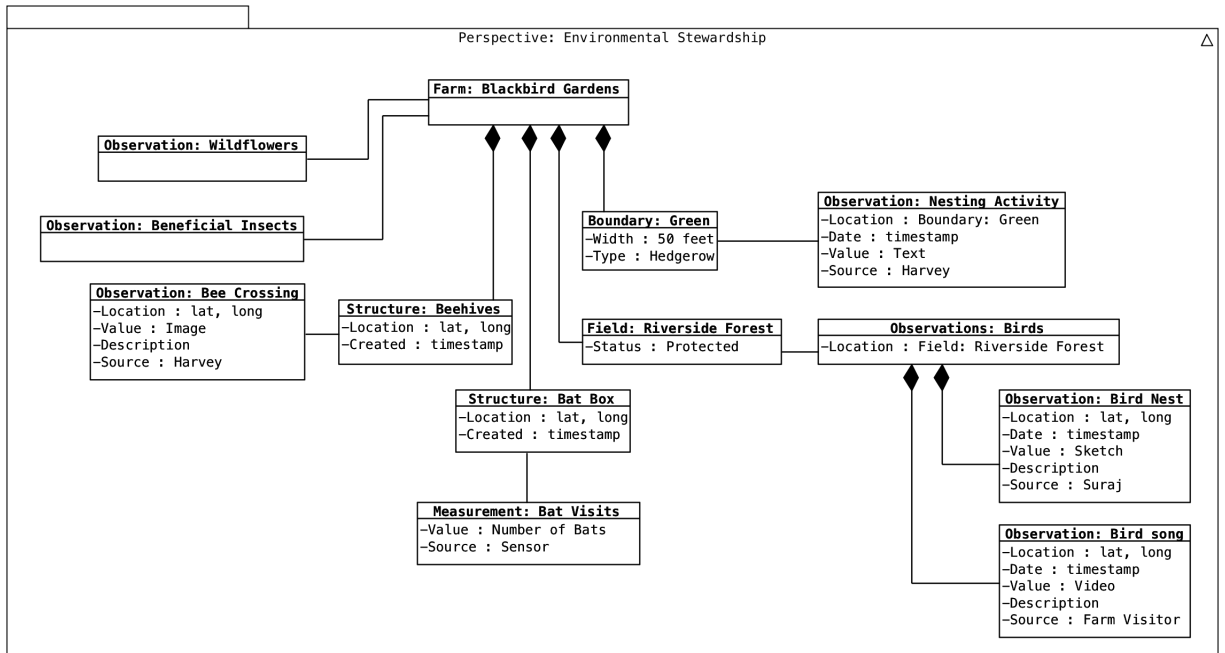 Perspective: Environmental Stewardship
Farm: Blackbird Gardens
Observation: Wildflowers
Observation: Beneficial Insects
Boundary: Green
−Width : 50 feet
−Type : Hedgerow
Observation: Nesting Activity
−Location : Boundary: Green
−Date : timestamp
−Value : Text
−Source : Harvey
Observation: Bee Crossing
−Location : lat, long
−Value : Image
−Description
−Source : Harvey
Structure: Beehives
−Location : lat, long
−Created : timestamp
Field: Riverside Forest
−Status : Protected
Observations: Birds
−Location : Field: Riverside Forest
Structure: Bat Box
−Location : lat, long
−Created : timestamp
Observation: Bird Nest
−Location : lat, long
−Date : timestamp
−Value : Sketch
−Description
−Source : Suraj
Measurement: Bat Visits
−Value : Number of Bats
−Source : Sensor
Observation: Bird song
−Location : lat, long
−Date : timestamp
−Value : Video
−Description
−Source : Farm Visitor